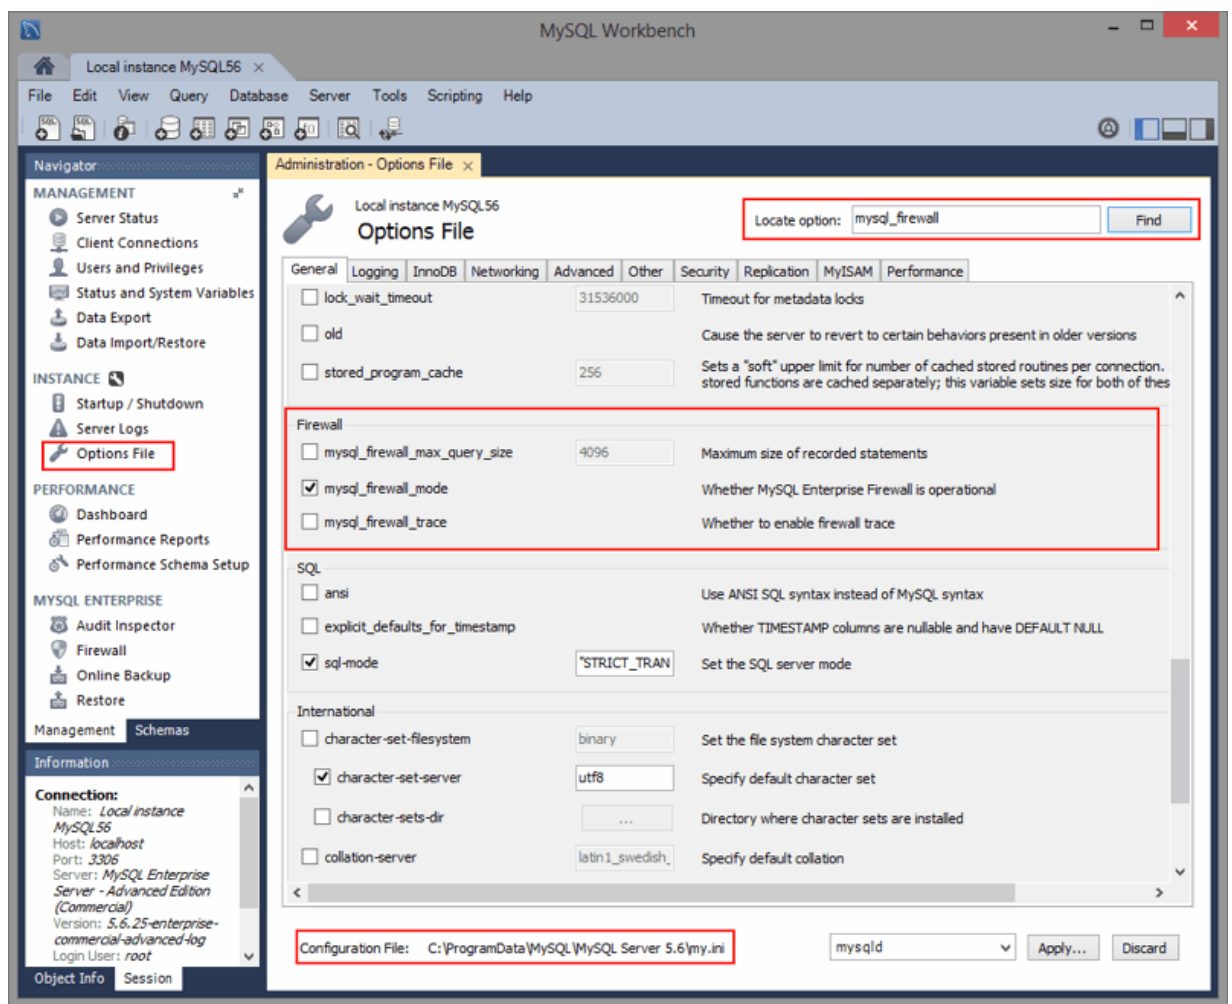 MySQL Workbench
Local instance MySQL56
File Edit View Query Database Server Tools Scripting Help
Navigator
MANAGEMENT
Server Status
Client Connections
Users and Privileges
Status and System Variables
Data Export
Data Import/Restore
INSTANCE
Startup / Shutdown
Server Logs
Options File
PERFORMANCE
Dashboard
Performance Reports
Performance Schema Setup
MYSQL ENTERPRISE
Audit Inspector
Firewall
Online Backup
Restore
Management Schemas
Information
Connection:
Name: Local instance
MySQL56
Host: localhost
Port: 3306
Server: MySQL Enterprise
Server - Advanced Edition
(Commercial)
Version: 5.6.25-enterprise-
commercial-advanced-log
Login User: root
Object Info Session
Administration - Options File
Local instance MySQL56
Options File
Locate option: mysql_firewall Find
General Logging InnoDB Networking Advanced Other Security Replication MyISAM Performance
lock_wait_timeout 31536000 Timeout for metadata locks
old Cause the server to revert to certain behaviors present in older versions
stored_program_cache 256 Sets a "soft" upper limit for number of cached stored routines per connection.
stored functions are cached separately; this variable sets size for both of thes
Firewall
mysql_firewall_max_query_size 4096 Maximum size of recorded statements
mysql_firewall_mode Whether MySQL Enterprise Firewall is operational
mysql_firewall_trace Whether to enable firewall trace
SQL
ansi Use ANSI SQL syntax instead of MySQL syntax
explicit_defaults_for_timestamp Whether TIMESTAMP columns are nullable and have DEFAULT NULL
sql-mode "STRICT_TRAN Set the SQL server mode
International
character-set-filesystem binary Set the file system character set
character-set-server utf8 Specify default character set
character-sets-dir ... Directory where character sets are installed
collation-server latin1_swedish_ Specify default collation
Configuration File: C:\ProgramData\MySQL\MySQL Server 5.6\my.ini
mysqld Apply... Discard